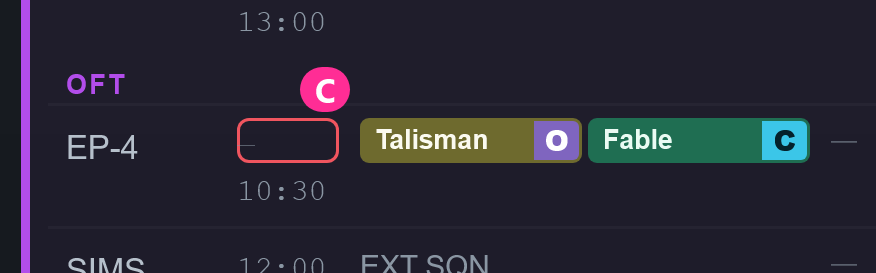 13:00
OFT
C
EP-4 — Talisman O Fable C —
10:30
SIMS 12:00 EXT SQN —